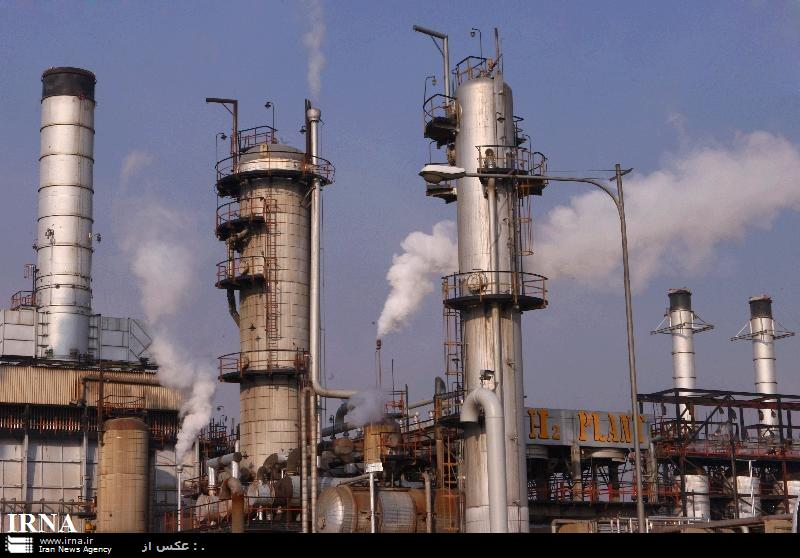 H₂ PLANT
IRNA
www.irna.ir
Iran News Agency
عکس از : .